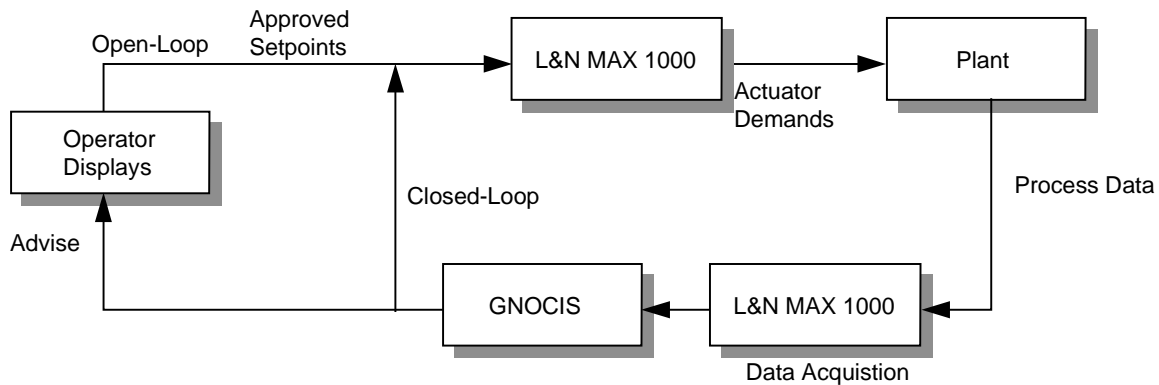 Open-Loop
Approved
Setpoints
L&N MAX 1000
Plant
Actuator
Demands
Operator
Displays
Closed-Loop
Process Data
Advise
GNOCIS
L&N MAX 1000
Data Acquistion